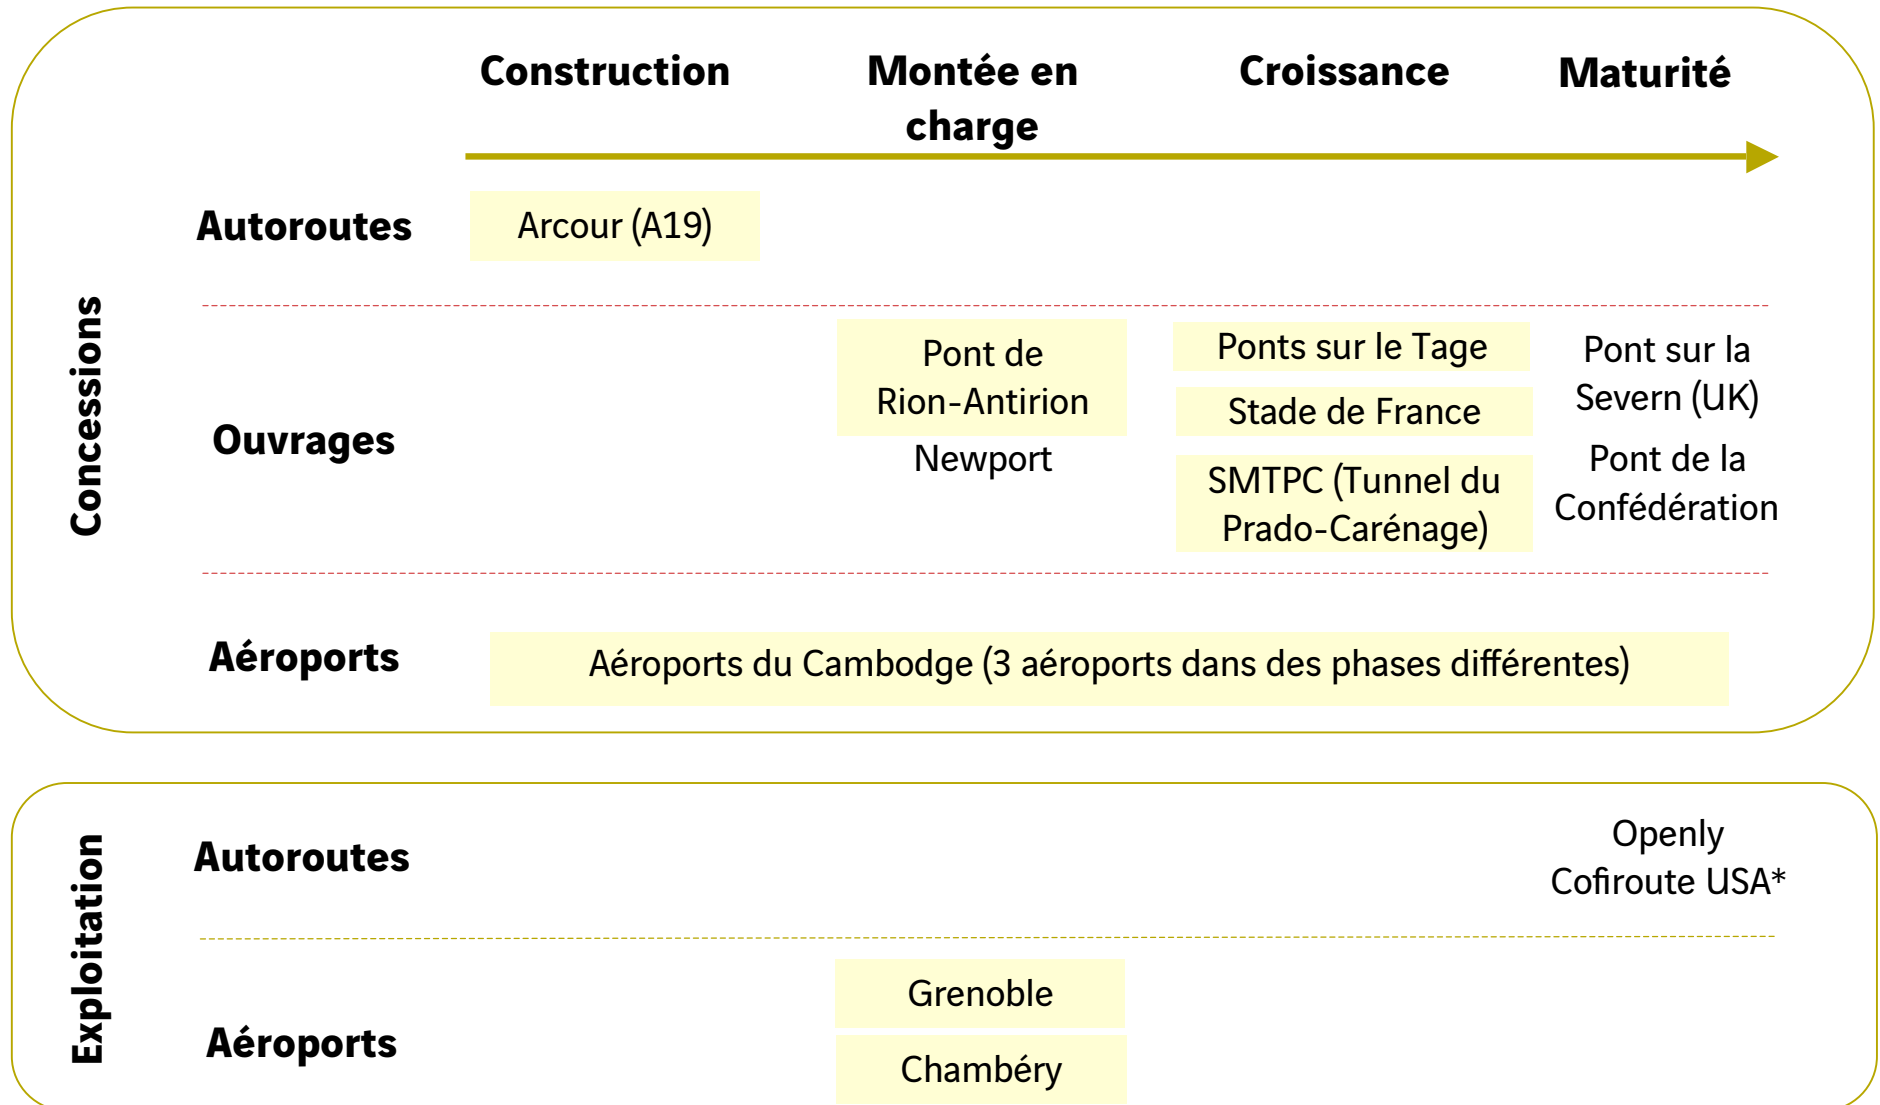 Construction
Montée en
charge
Croissance
Maturité
Concessions
Autoroutes
Arcour (A19)
Ouvrages
Pont de
Rion-Antirion
Newport
Ponts sur le Tage
Stade de France
SMTPC (Tunnel du
Prado-Carénage)
Pont sur la
Severn (UK)
Pont de la
Confédération
Aéroports
Aéroports du Cambodge (3 aéroports dans des phases différentes)
Exploitation
Autoroutes
Openly
Cofiroute USA*
Aéroports
Grenoble
Chambéry